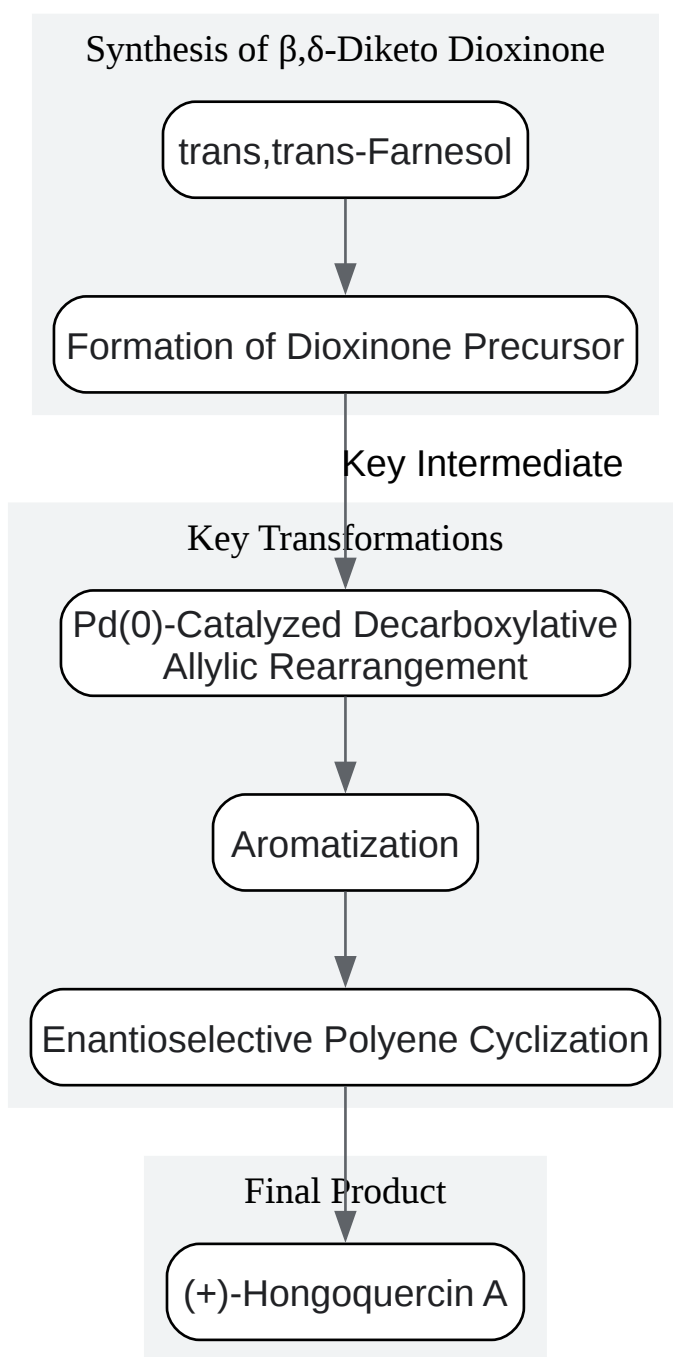 Synthesis of β,δ-Diketo Dioxinone
trans,trans-Farnesol
Formation of Dioxinone Precursor
Key Intermediate
Key Transformations
Pd(0)-Catalyzed Decarboxylative
Allylic Rearrangement
Aromatization
Enantioselective Polyene Cyclization
Final Product
(+)-Hongoquercin A